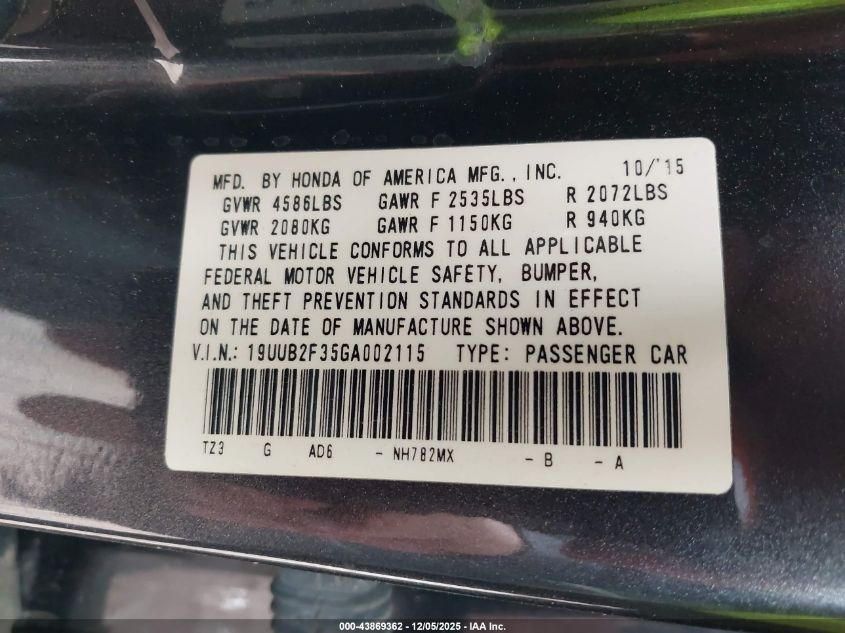 MFD. BY HONDA OF AMERICA MFG., INC. 10/'15
GVWR 4586LBS GAWR F 2535LBS R 2072LBS
GVWR 2080KG GAWR F 1150KG R 940KG
THIS VEHICLE CONFORMS TO ALL APPLICABLE
FEDERAL MOTOR VEHICLE SAFETY, BUMPER,
AND THEFT PREVENTION STANDARDS IN EFFECT
ON THE DATE OF MANUFACTURE SHOWN ABOVE.
V.I.N.: 19UUB2F35GA002115 TYPE: PASSENGER CAR
TZ3 G AD6 - NH782MX - B - A
000-43869362 - 12/05/2025 - IAA Inc.